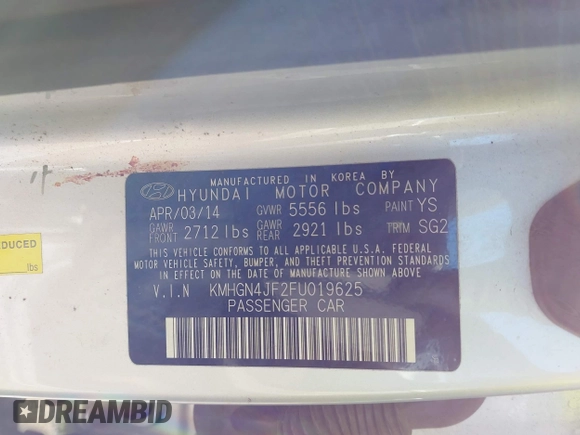 MANUFACTURED IN KOREA BY
HYUNDAI MOTOR COMPANY
APR/03/14 GVWR 5556 lbs PAINT YS
GAWR FRONT 2712 lbs GAWR REAR 2921 lbs TRIM SG2
THIS VEHICLE CONFORMS TO ALL APPLICABLE U.S.A. FEDERAL
MOTOR VEHICLE SAFETY, BUMPER, AND THEFT PREVENTION
STANDARDS IN EFFECT ON THE DATE OF MANUFACTURE SHOWN ABOVE.
V.I.N KMHGN4JF2FU019625
PASSENGER CAR
DUCED
lbs
DREAMBID